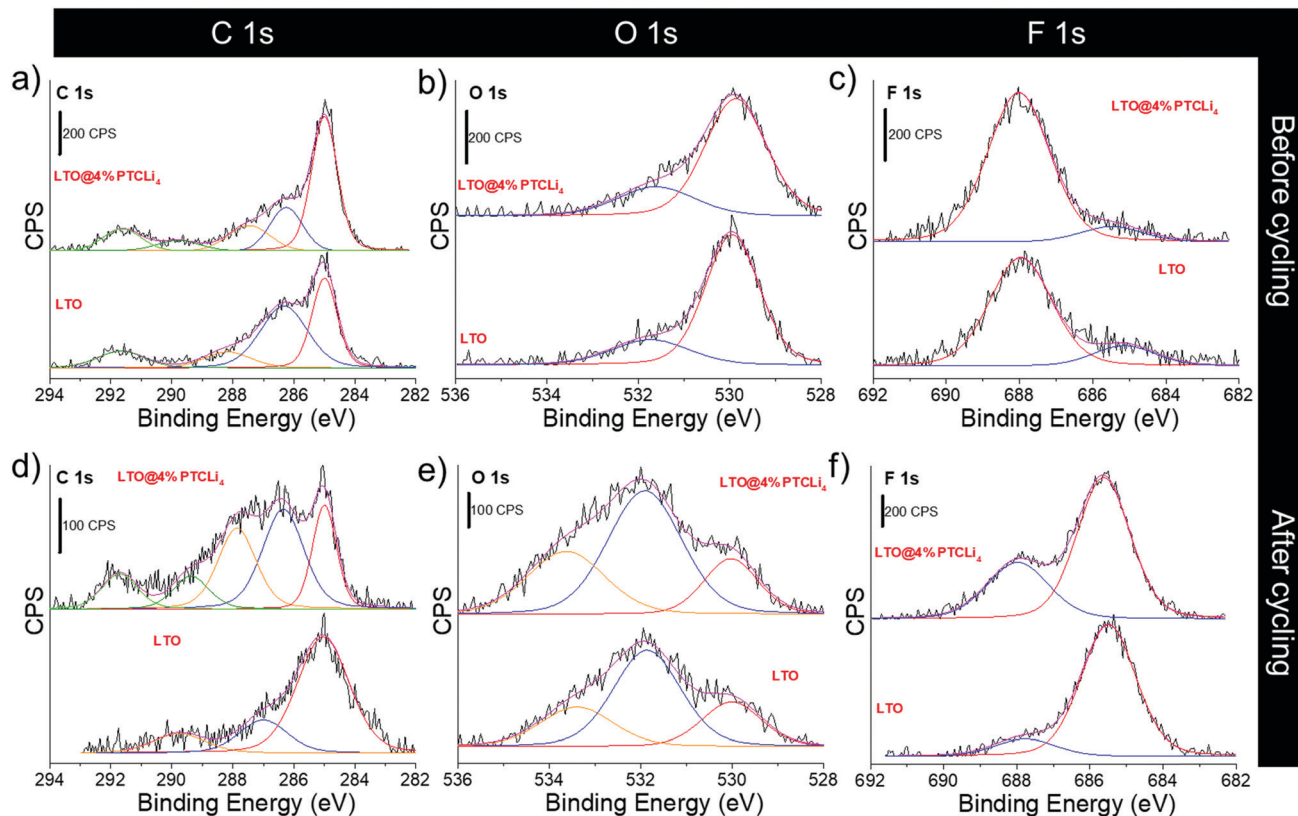 C 1s O 1s F 1s
Before cycling
After cycling
a)
C 1s
200 CPS
LTO@4% PTCLi₄
LTO
CPS
294 292 290 288 286 284 282
Binding Energy (eV)
b)
O 1s
200 CPS
LTO@4% PTCLi₄
LTO
CPS
536 534 532 530 528
Binding Energy (eV)
c)
F 1s
200 CPS
LTO@4% PTCLi₄
LTO
CPS
692 690 688 686 684 682
Binding Energy (eV)
d)
C 1s
LTO@4% PTCLi₄
100 CPS
LTO
CPS
294 292 290 288 286 284 282
Binding Energy (eV)
e)
O 1s
LTO@4% PTCLi₄
100 CPS
LTO
CPS
536 534 532 530 528
Binding Energy (eV)
f)
F 1s
200 CPS
LTO@4% PTCLi₄
LTO
CPS
692 690 688 686 684 682
Binding Energy (eV)